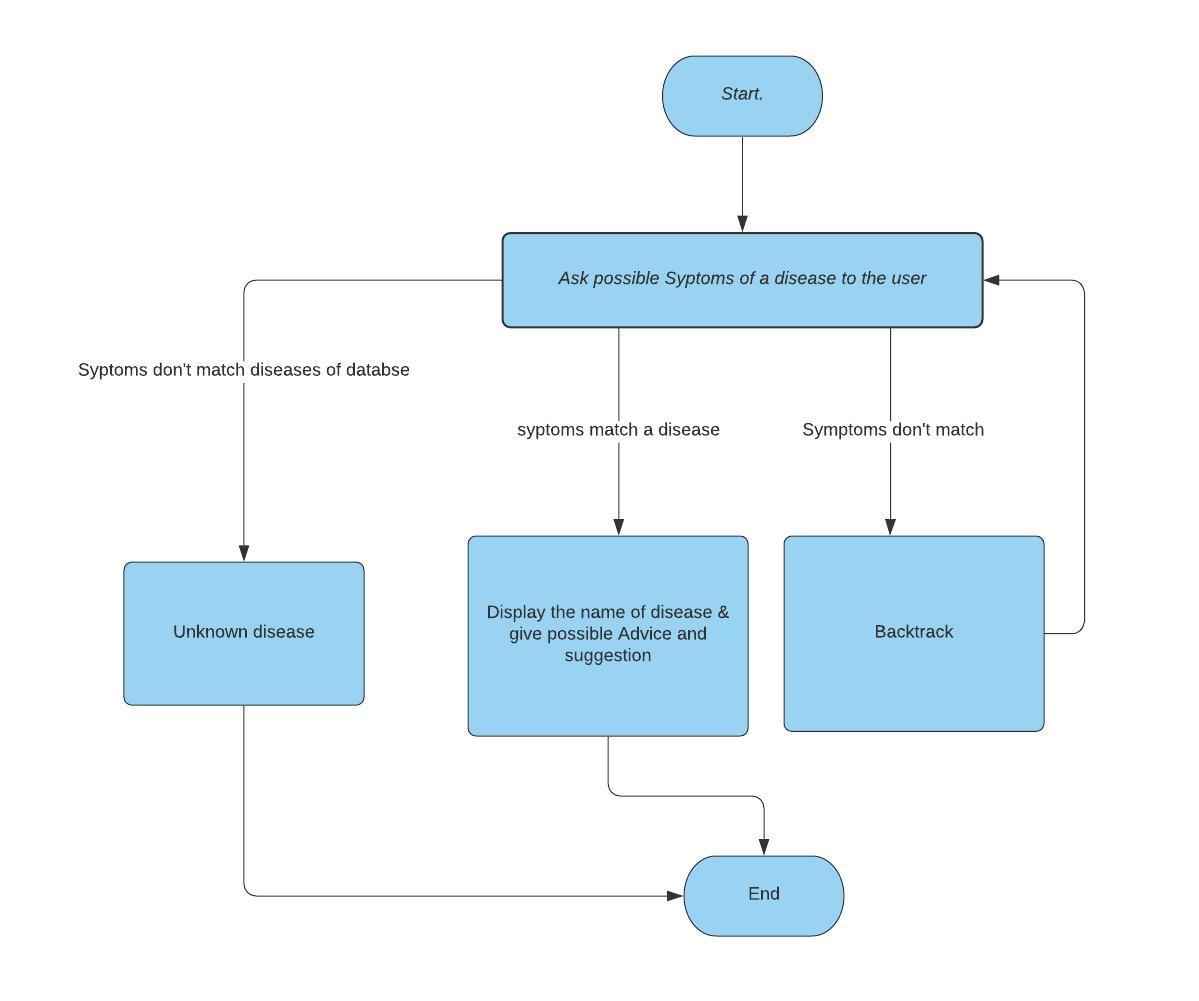 Start.
Ask possible Syptoms of a disease to the user
Syptoms don't match diseases of databse
syptoms match a disease
Symptoms don't match
Unknown disease
Display the name of disease &
give possible Advice and
suggestion
Backtrack
End